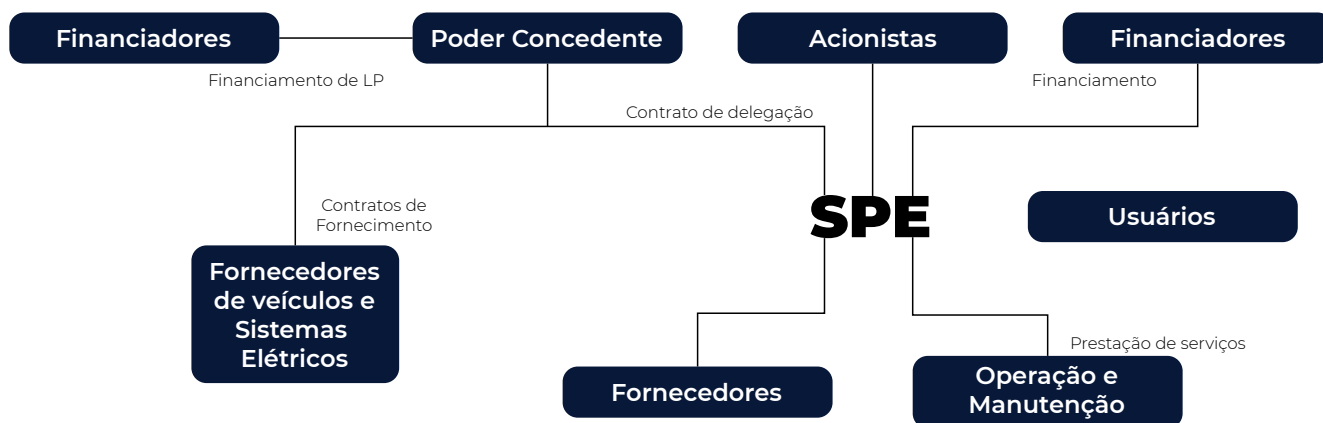 Financiadores
Poder Concedente
Acionistas
Financiadores
Financiamento de LP
Financiamento
Contrato de delegação
Contratos de
Fornecimento
SPE
Usuários
Fornecedores
de veículos e
Sistemas
Elétricos
Prestação de serviços
Fornecedores
Operação e
Manutenção